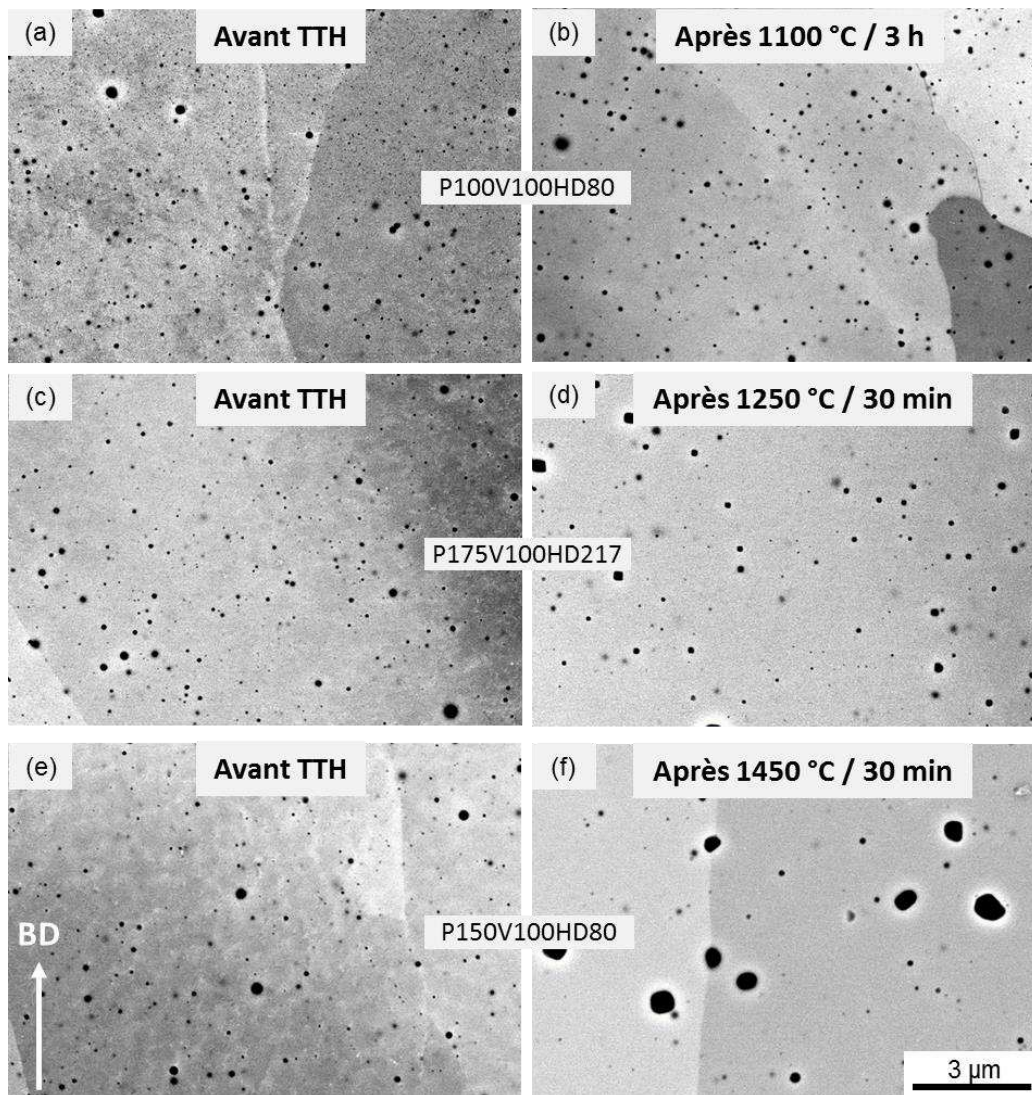 (a) Avant TTH
(b) Après 1100 °C / 3 h
P100V100HD80
(c) Avant TTH
(d) Après 1250 °C / 30 min
P175V100HD217
(e) Avant TTH
(f) Après 1450 °C / 30 min
P150V100HD80
BD
3 µm